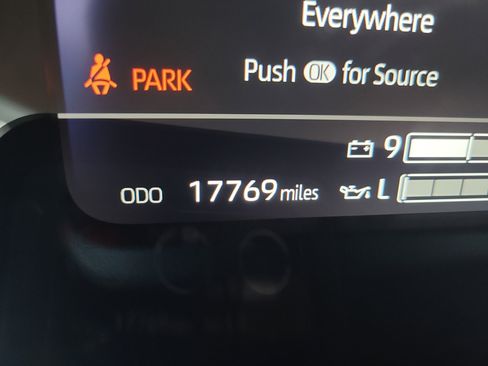 Everywhere
PARK Push OK for Source
9
ODO 17769 miles L